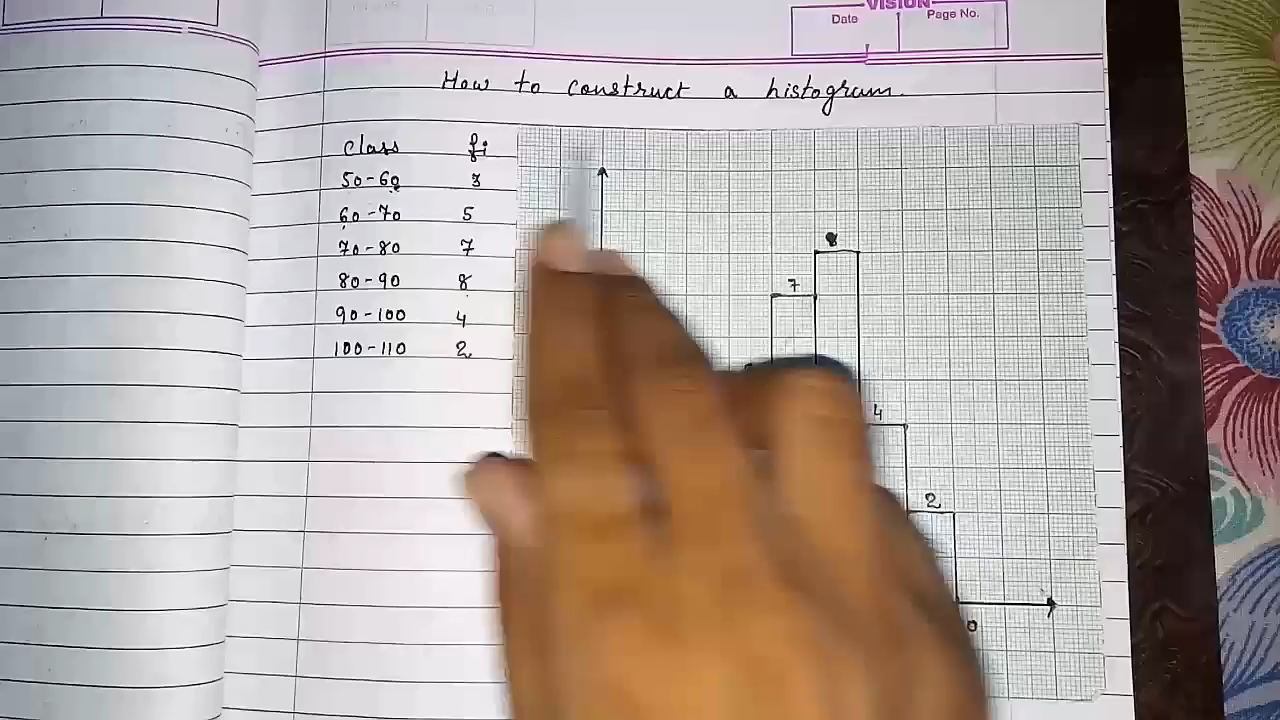 VISION
Date Page No.
How to construct a histogram.
class fi
50-60 3
60-70 5
70-80 7
80-90 8
90-100 4
100-110 2
8
7
4
2
0